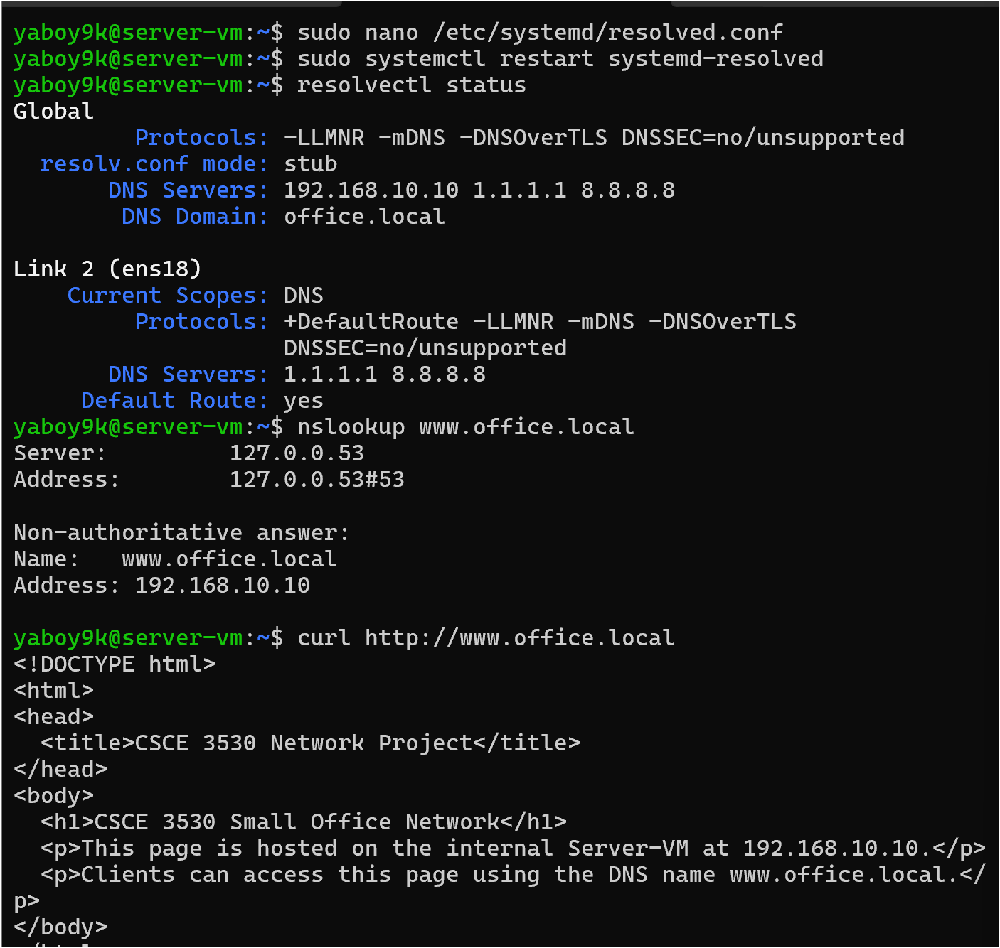 yaboy9k@server-vm:~$ sudo nano /etc/systemd/resolved.conf
yaboy9k@server-vm:~$ sudo systemctl restart systemd-resolved
yaboy9k@server-vm:~$ resolvectl status
Global
Protocols: -LLMNR -mDNS -DNSOverTLS DNSSEC=no/unsupported
resolv.conf mode: stub
DNS Servers: 192.168.10.10 1.1.1.1 8.8.8.8
DNS Domain: office.local
Link 2 (ens18)
Current Scopes: DNS
Protocols: +DefaultRoute -LLMNR -mDNS -DNSOverTLS
DNSSEC=no/unsupported
DNS Servers: 1.1.1.1 8.8.8.8
Default Route: yes
yaboy9k@server-vm:~$ nslookup www.office.local
Server: 127.0.0.53
Address: 127.0.0.53#53
Non-authoritative answer:
Name: www.office.local
Address: 192.168.10.10
yaboy9k@server-vm:~$ curl http://www.office.local
<!DOCTYPE html>
<html>
<head>
<title>CSCE 3530 Network Project</title>
</head>
<body>
<h1>CSCE 3530 Small Office Network</h1>
<p>This page is hosted on the internal Server-VM at 192.168.10.10.</p>
<p>Clients can access this page using the DNS name www.office.local.</
p>
</body>